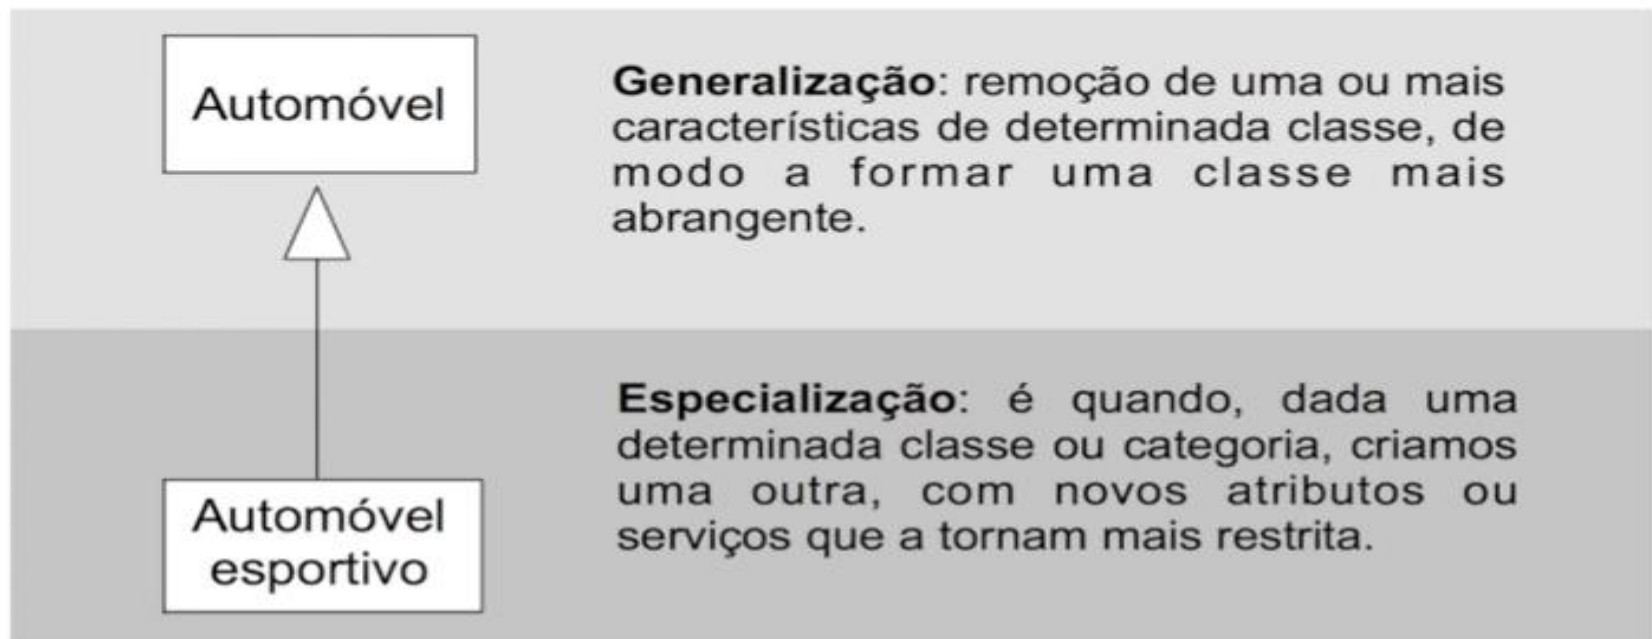 Automóvel
Generalização: remoção de uma ou mais
características de determinada classe, de
modo a formar uma classe mais
abrangente.
Especialização: é quando, dada uma
determinada classe ou categoria, criamos
uma outra, com novos atributos ou
serviços que a tornam mais restrita.
Automóvel
esportivo